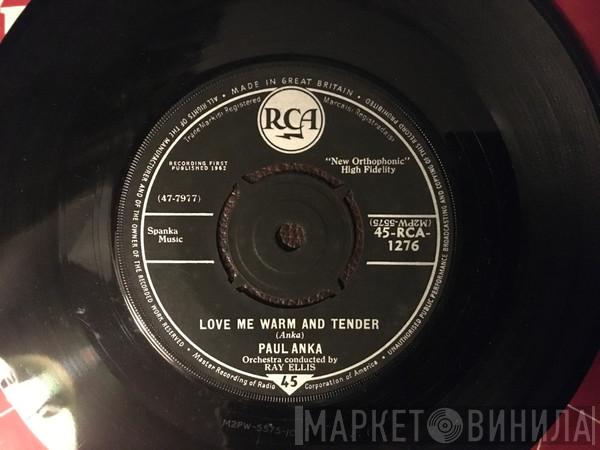 MADE IN GREAT BRITAIN
ALL RIGHTS OF THE MANUFACTURER AND OF THE OWNER OF THE RECORDED WORK RESERVED
UNAUTHORISED PUBLIC PERFORMANCE BROADCASTING AND COPYING OF THIS RECORD PROHIBITED
Trade Mark(s) Registered
Marca(s) Registrada(s)
RCA
RECORDING FIRST
PUBLISHED 1962
"New Orthophonic"
High Fidelity
(47-7977)
(M2PW-5575)
Spanka
Music
45-RCA-
1276
LOVE ME WARM AND TENDER
(Anka)
PAUL ANKA
Orchestra conducted by
RAY ELLIS
Master Recording of Radio Corporation of America
45
M2PW-5575-1C
МАРКЕТ ВИНИЛА